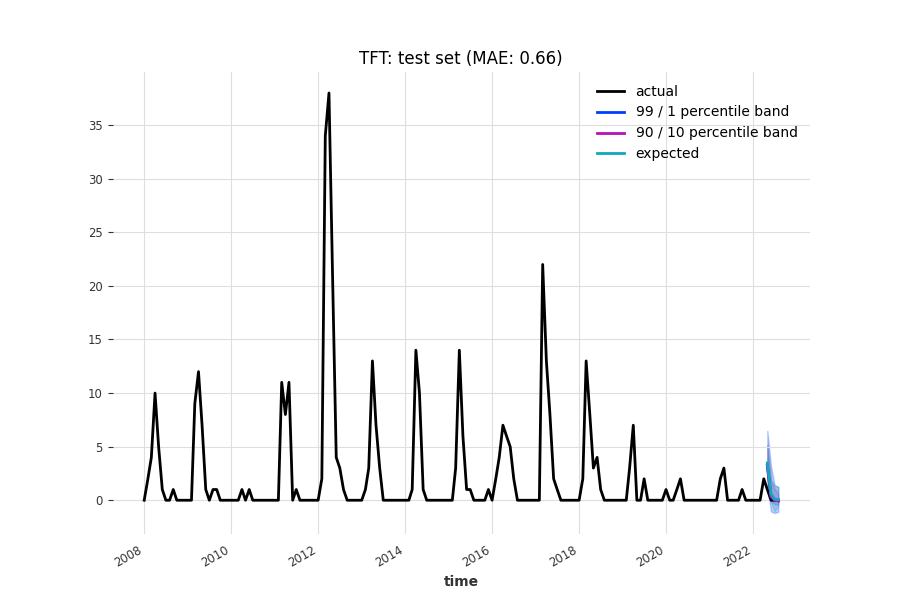 TFT: test set (MAE: 0.66)
actual
99 / 1 percentile band
90 / 10 percentile band
expected
35
30
25
20
15
10
5
0
2008
2010
2012
2014
2016
2018
2020
2022
time